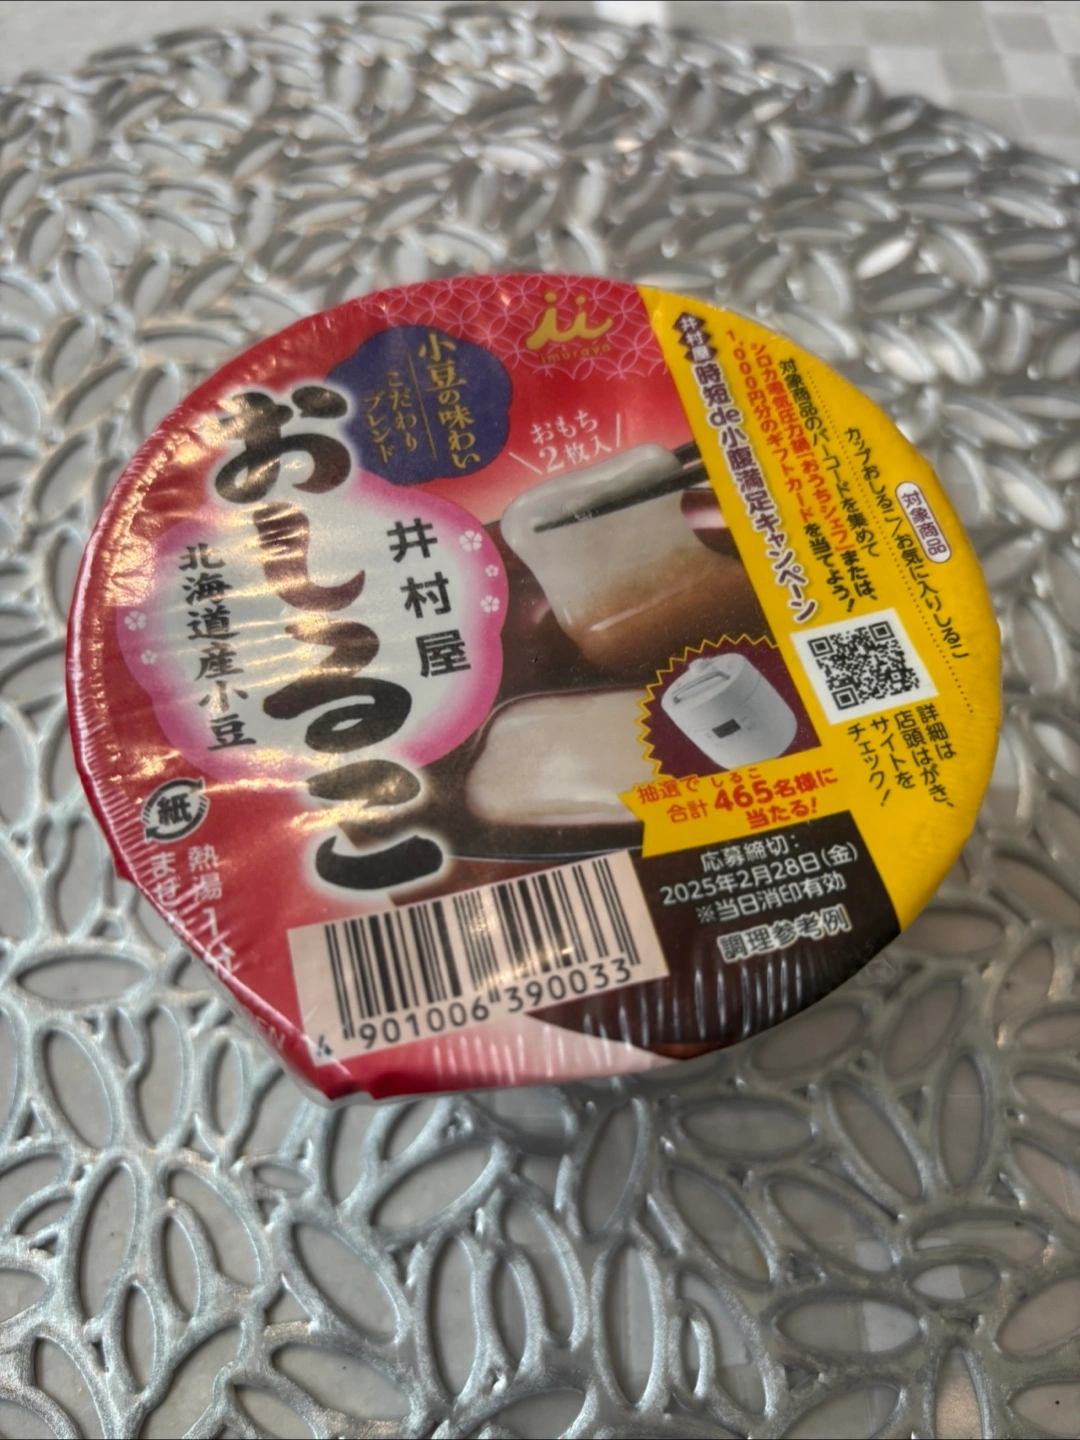 imuraya
小豆の味わい
こだわり
ブレンド
おもち
2枚入
井村屋
おしるこ
北海道産小豆
紙
熱湯1分
井村屋 時短de小腹満足キャンペーン
1,000円分のギフトカードを当てよう!
シロカ電気圧力鍋「おうちシェフ」または、
対象商品のバーコードを集めて
対象商品
カップおしるこ/お気に入りしるこ
詳細は
店頭はがき、
サイトを
チェック!
抽選で しるこ
合計465名様に
当たる!
応募締切:
2025年2月28日(金)
※当日消印有効
調理参考例
4 901006 390033